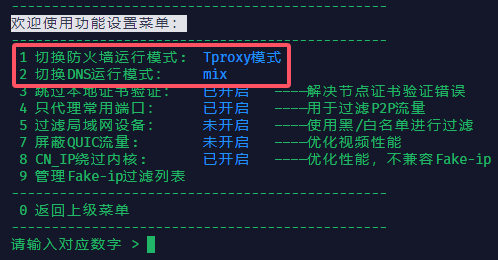 -----------------------------------------------
欢迎使用功能设置菜单:
-----------------------------------------------
1 切换防火墙运行模式: Tproxy模式
2 切换DNS运行模式: mix
3 跳过本地证书验证: 已开启 ————解决节点证书验证错误
4 只代理常用端口: 已开启 ————用于过滤P2P流量
5 过滤局域网设备: 未开启 ————使用黑/白名单进行过滤
7 屏蔽QUIC流量: 未开启 ————优化视频性能
8 CN_IP绕过内核: 已开启 ————优化性能，不兼容Fake-ip
9 管理Fake-ip过滤列表
-----------------------------------------------
0 返回上级菜单
-----------------------------------------------
请输入对应数字 >